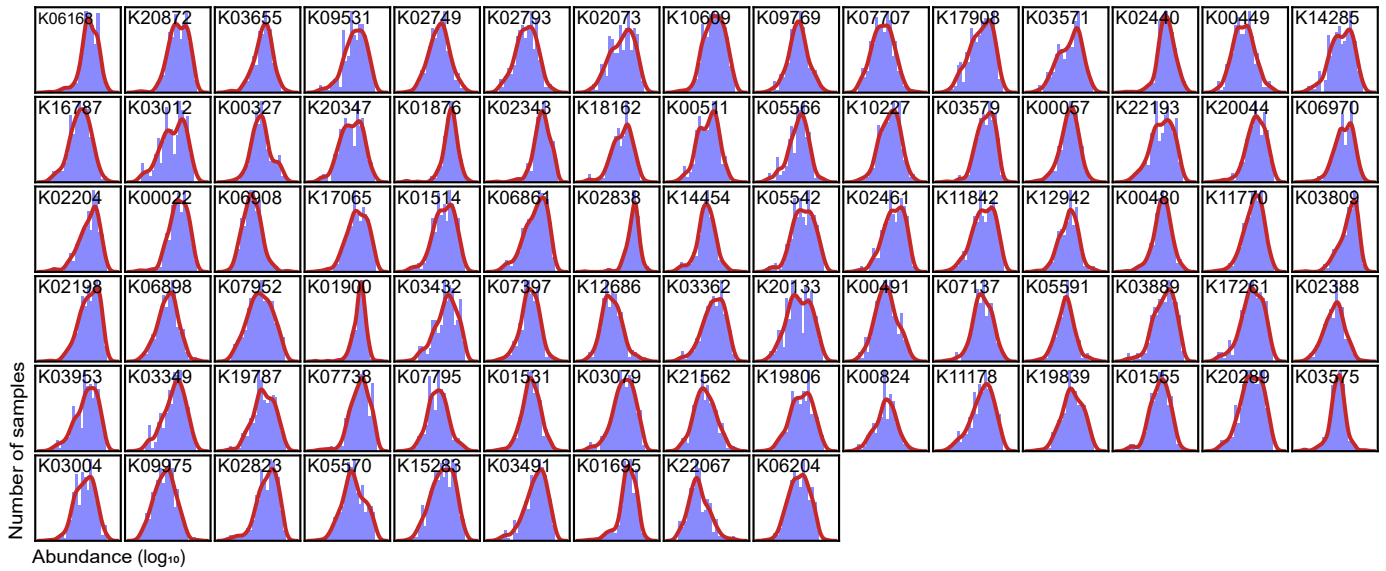 K06168 K20872 K03655 K09531 K02749 K02793 K02073 K10609 K09769 K07707 K17908 K03571 K02440 K00449 K14285
K16787 K03012 K00327 K20347 K01876 K02343 K18162 K00511 K05566 K10227 K03579 K00057 K22193 K20044 K06970
K02204 K00022 K06908 K17065 K01514 K06861 K02838 K14454 K05542 K02461 K11842 K12942 K00480 K11770 K03809
K02198 K06898 K07952 K01900 K03432 K07397 K12686 K03362 K20133 K00491 K07137 K05591 K03889 K17261 K02388
K03953 K03349 K19787 K07738 K07795 K01531 K03079 K21562 K19806 K00824 K11178 K19839 K01555 K20289 K03575
K03004 K09975 K02823 K05570 K15283 K03491 K01695 K22067 K06204
Number of samples
Abundance (log₁₀)